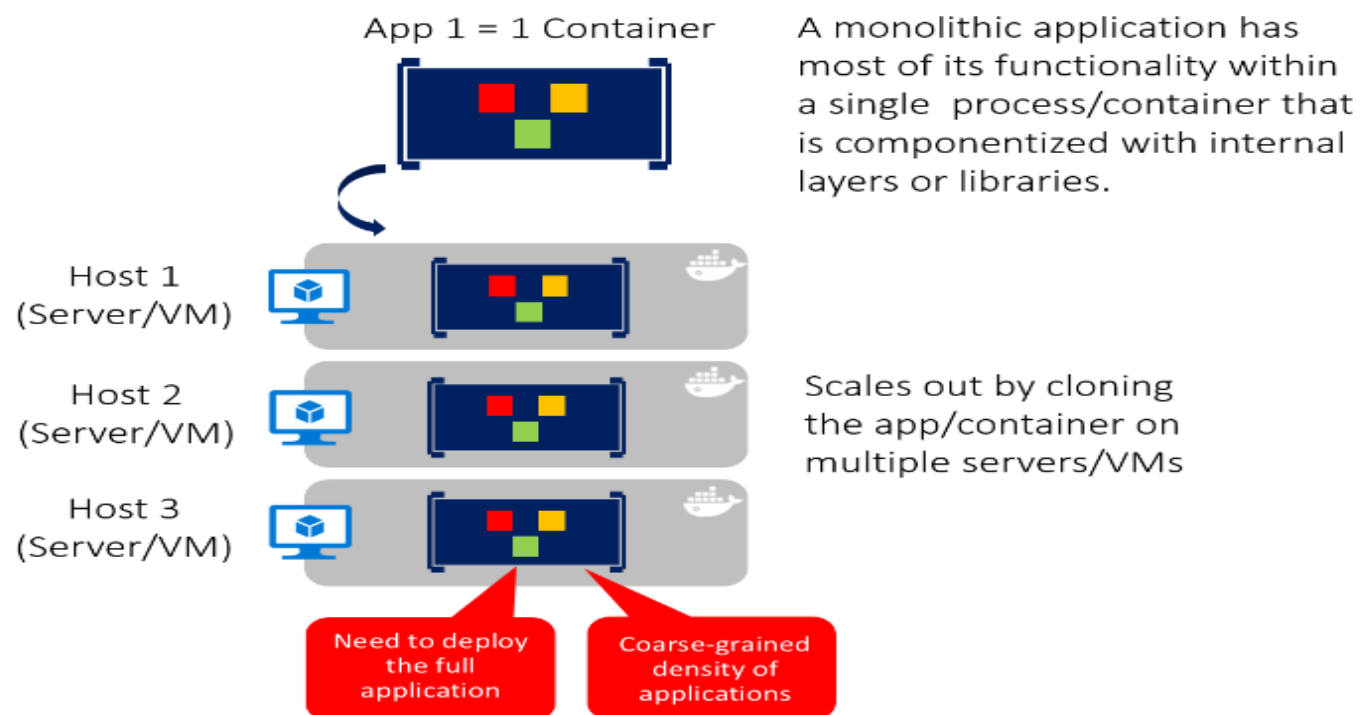 App 1 = 1 Container
A monolithic application has
most of its functionality within
a single process/container that
is componentized with internal
layers or libraries.
Host 1
(Server/VM)
Host 2
(Server/VM)
Scales out by cloning
the app/container on
multiple servers/VMs
Host 3
(Server/VM)
Need to deploy
the full
application
Coarse-grained
density of
applications